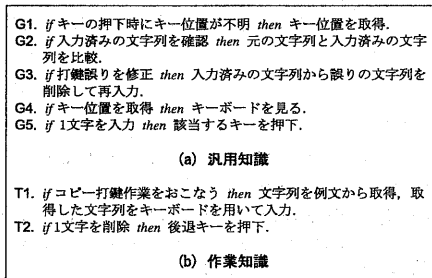 G1. if キーの押下時にキー位置が不明 then キー位置を取得.
G2. if 入力済みの文字列を確認 then 元の文字列と入力済みの文字
列を比較.
G3. if 打鍵誤りを修正 then 入力済みの文字列から誤りの文字列を
削除して再入力.
G4. if キー位置を取得 then キーボードを見る.
G5. if 1文字を入力 then 該当するキーを押下.
(a) 汎用知識
T1. if コピー打鍵作業をおこなう then 文字列を例文から取得, 取
得した文字列をキーボードを用いて入力.
T2. if 1文字を削除 then 後退キーを押下.
(b) 作業知識